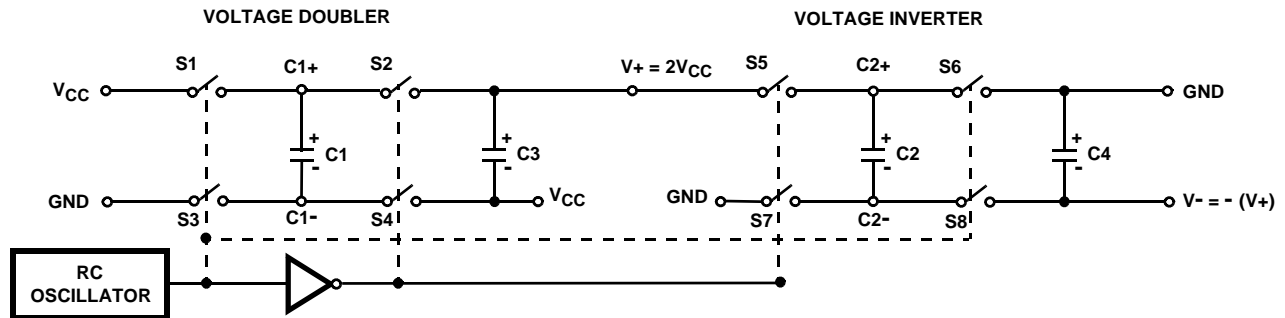 VOLTAGE DOUBLER
VOLTAGE INVERTER
S1 C1+ S2 V+ = 2VCC S5 C2+ S6
VCC GND
+ C1 - + C3 - + C2 - + C4 -
GND VCC GND V- = - (V+)
S3 C1- S4 S7 C2- S8
RC
OSCILLATOR